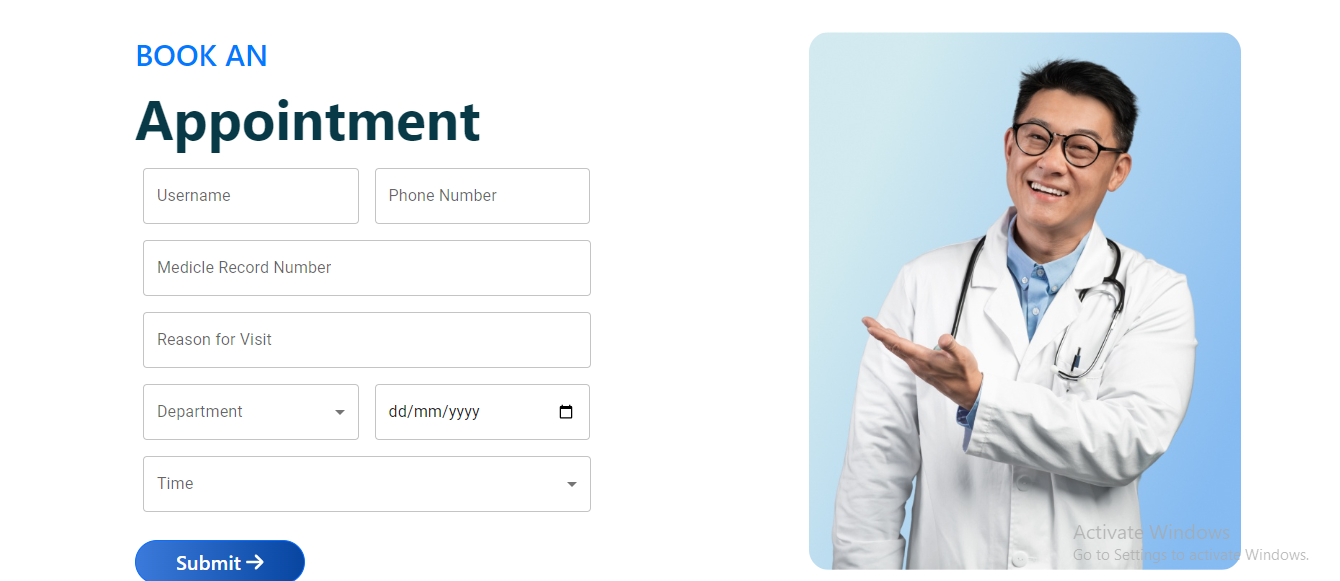 BOOK AN
Appointment
Username
Phone Number
Medicle Record Number
Reason for Visit
Department
dd/mm/yyyy
Time
Submit →
Activate Windows
Go to Settings to activate Windows.